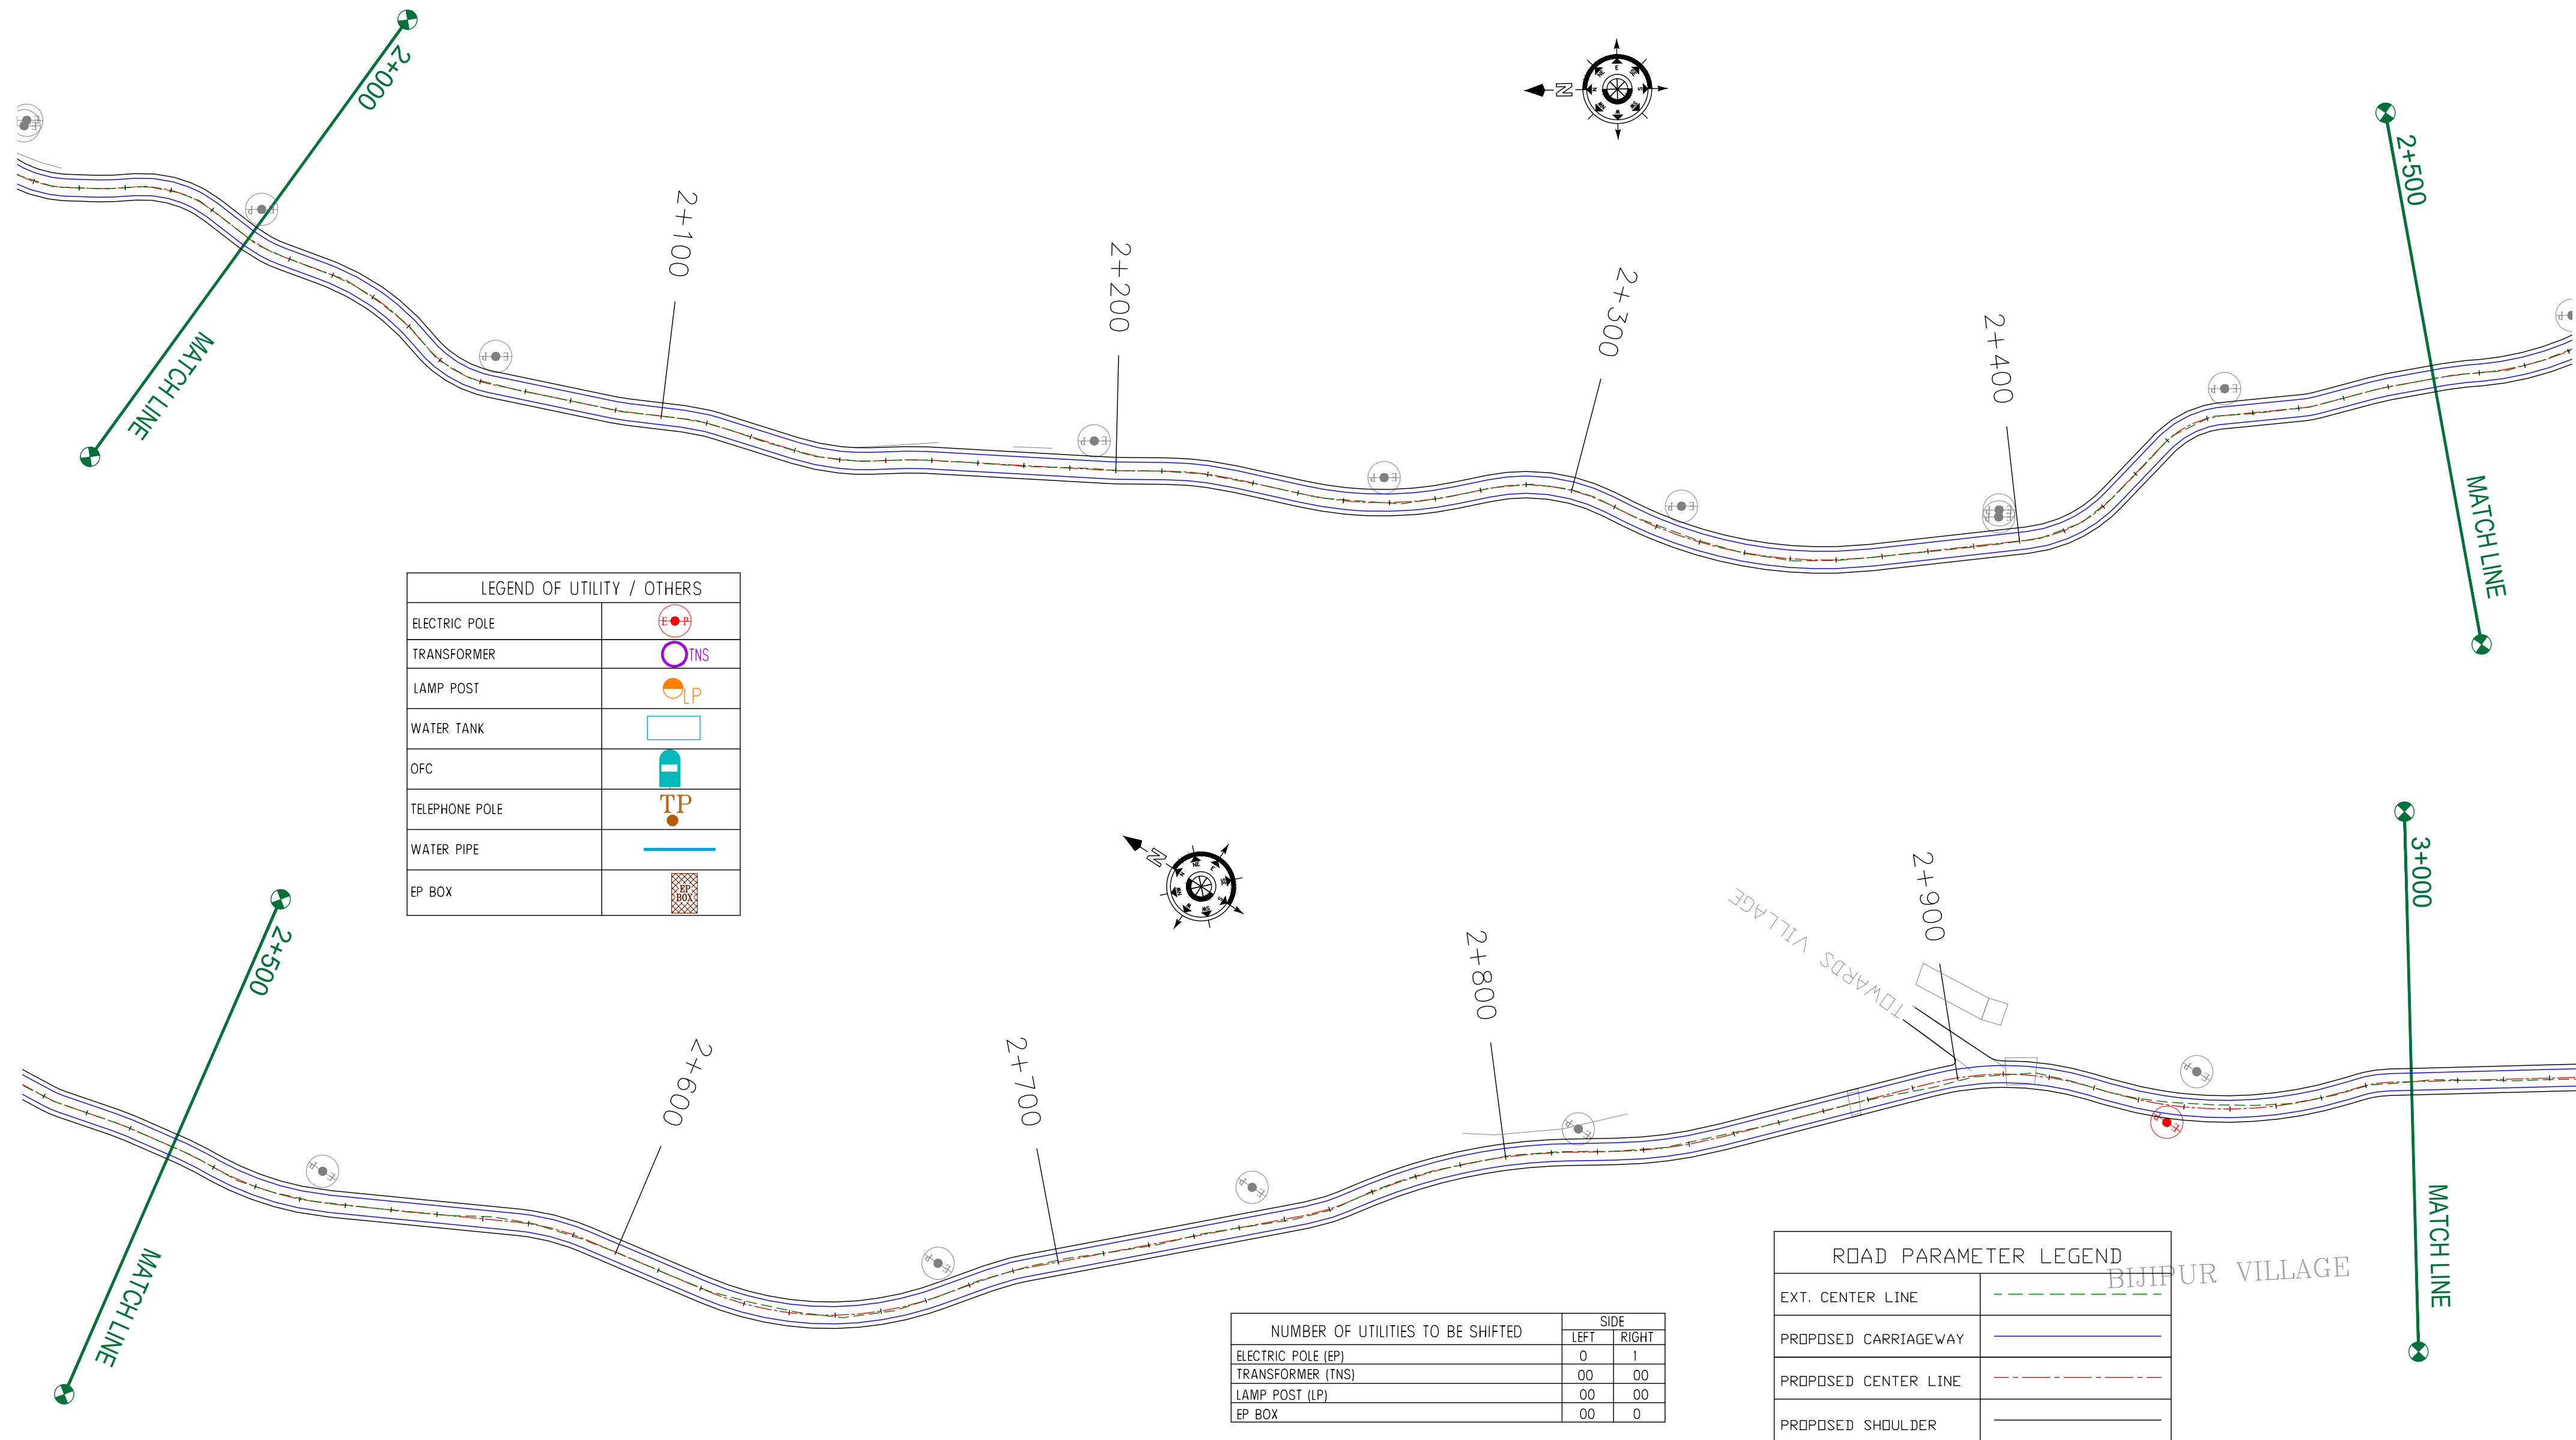 2+000
2+100
2+200
2+300
2+400
2+500
MATCH LINE
MATCH LINE
N
E P
E P
E P
E P
E P
E P
E P
E P
LEGEND OF UTILITY / OTHERS
ELECTRIC POLE E P
TRANSFORMER TNS
LAMP POST LP
WATER TANK
OFC
TELEPHONE POLE TP
WATER PIPE
EP BOX EP BOX
N
2+500
2+600
2+700
2+800
2+900
3+000
TOWARDS VILLAGE
MATCH LINE
MATCH LINE
E P
E P
E P
E P
E P
E P
BIJIPUR VILLAGE
NUMBER OF UTILITIES TO BE SHIFTED SIDE
LEFT RIGHT
ELECTRIC POLE (EP) 0 1
TRANSFORMER (TNS) 00 00
LAMP POST (LP) 00 00
EP BOX 00 0
ROAD PARAMETER LEGEND
EXT. CENTER LINE
PROPOSED CARRIAGEWAY
PROPOSED CENTER LINE
PROPOSED SHOULDER